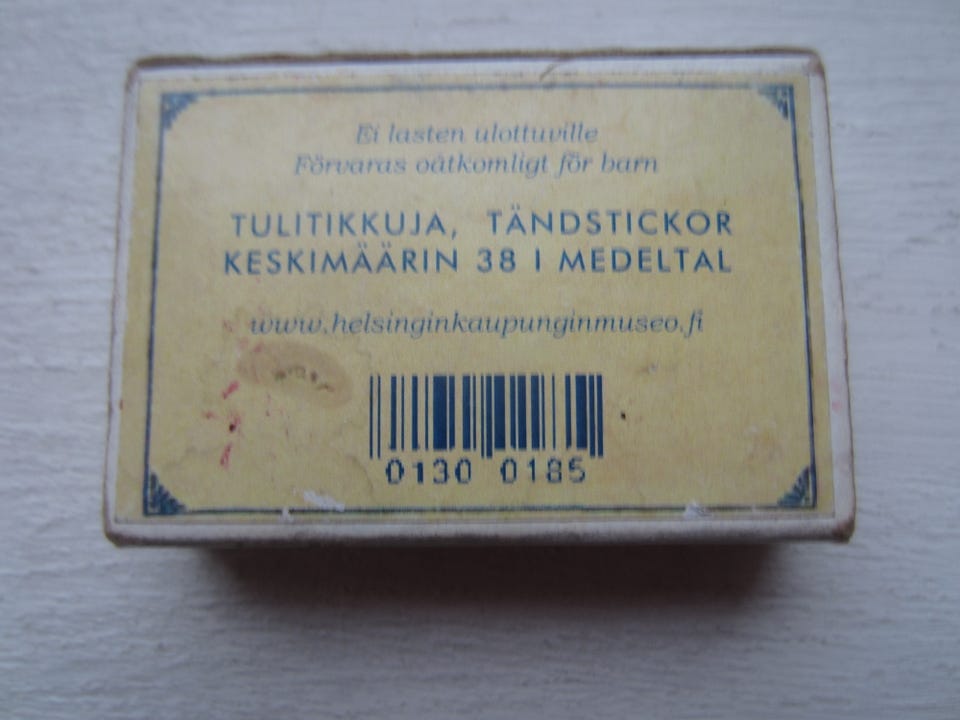 Ei lasten ulottuville
Förvaras oåtkomligt för barn
TULITIKKUJA, TÄNDSTICKOR
KESKIMÄÄRIN 38 I MEDELTAL
www.helsinginkaupunginmuseo.fi
0130 0185